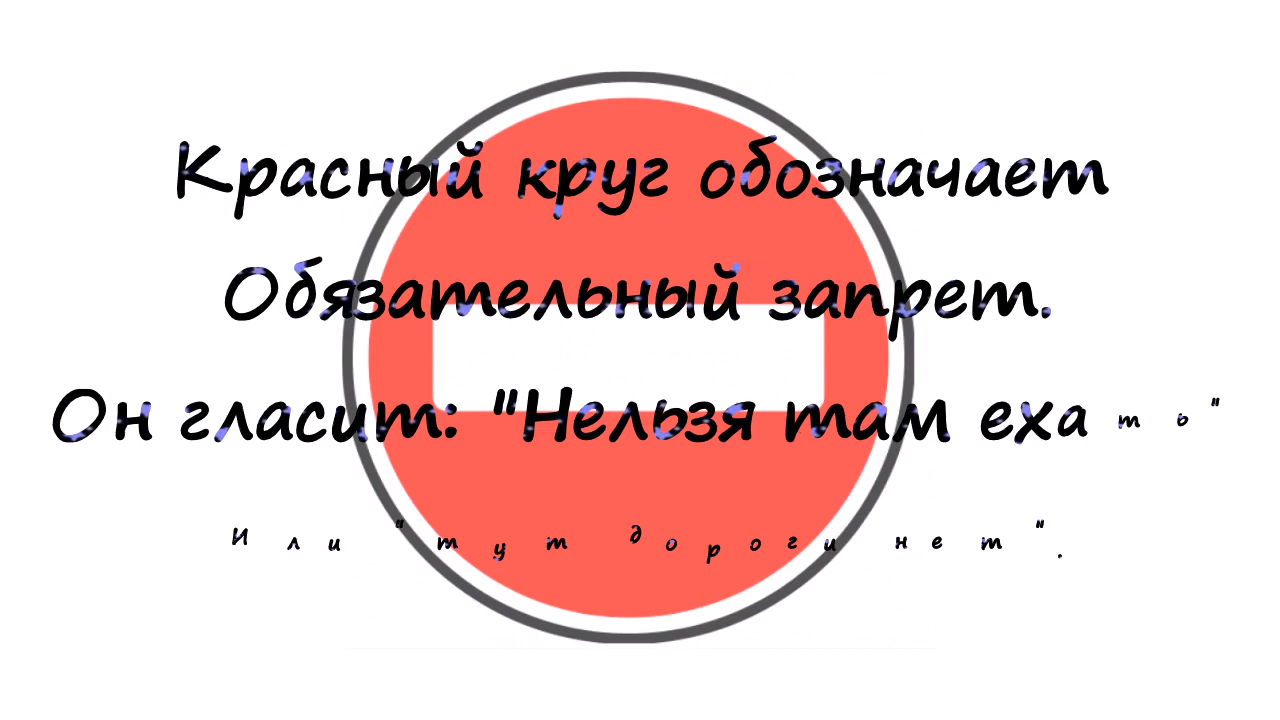 Красный круг обозначает
Обязательный запрет.
Он гласит: "Нельзя там ехать"
Или "тут дороги нет".